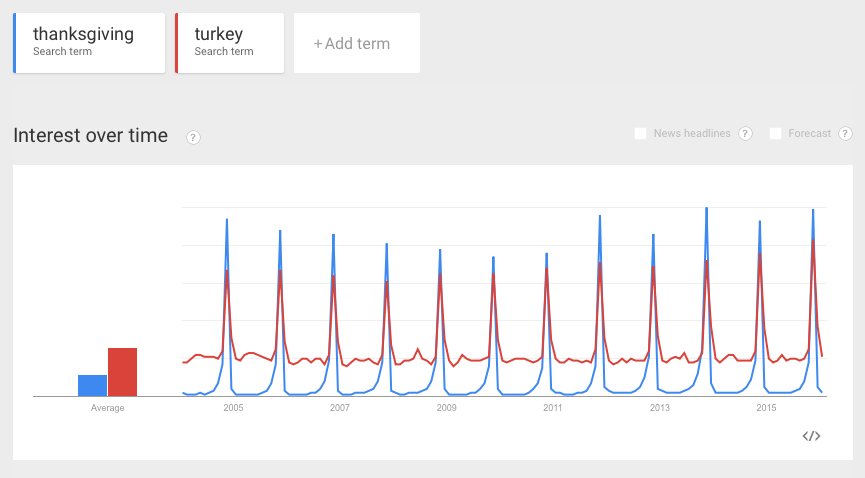 thanksgiving
Search term
turkey
Search term
+Add term
Interest over time ?
News headlines ?
Forecast ?
Average
2005
2007
2009
2011
2013
2015
</>